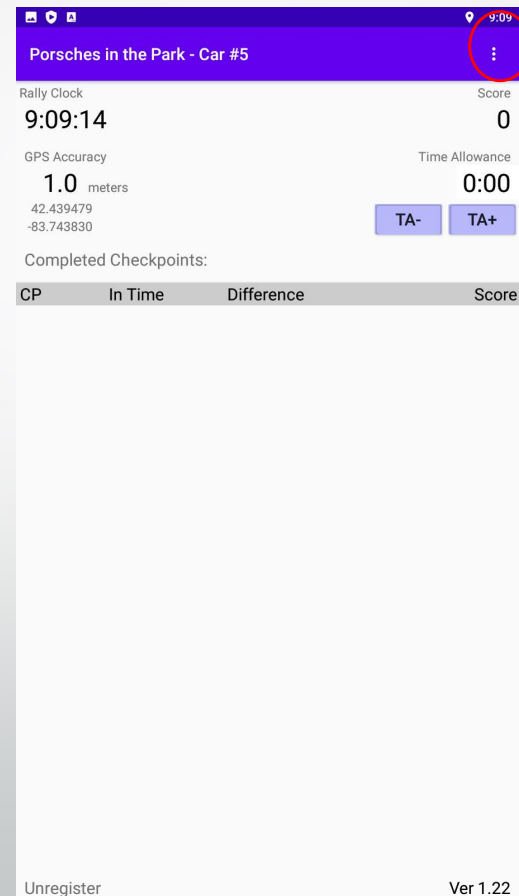 9:09
Porsches in the Park - Car #5
Rally Clock Score
9:09:14 0
GPS Accuracy Time Allowance
1.0 meters 0:00
42.439479
-83.743830
TA- TA+
Completed Checkpoints:
CP In Time Difference Score
Unregister Ver 1.22